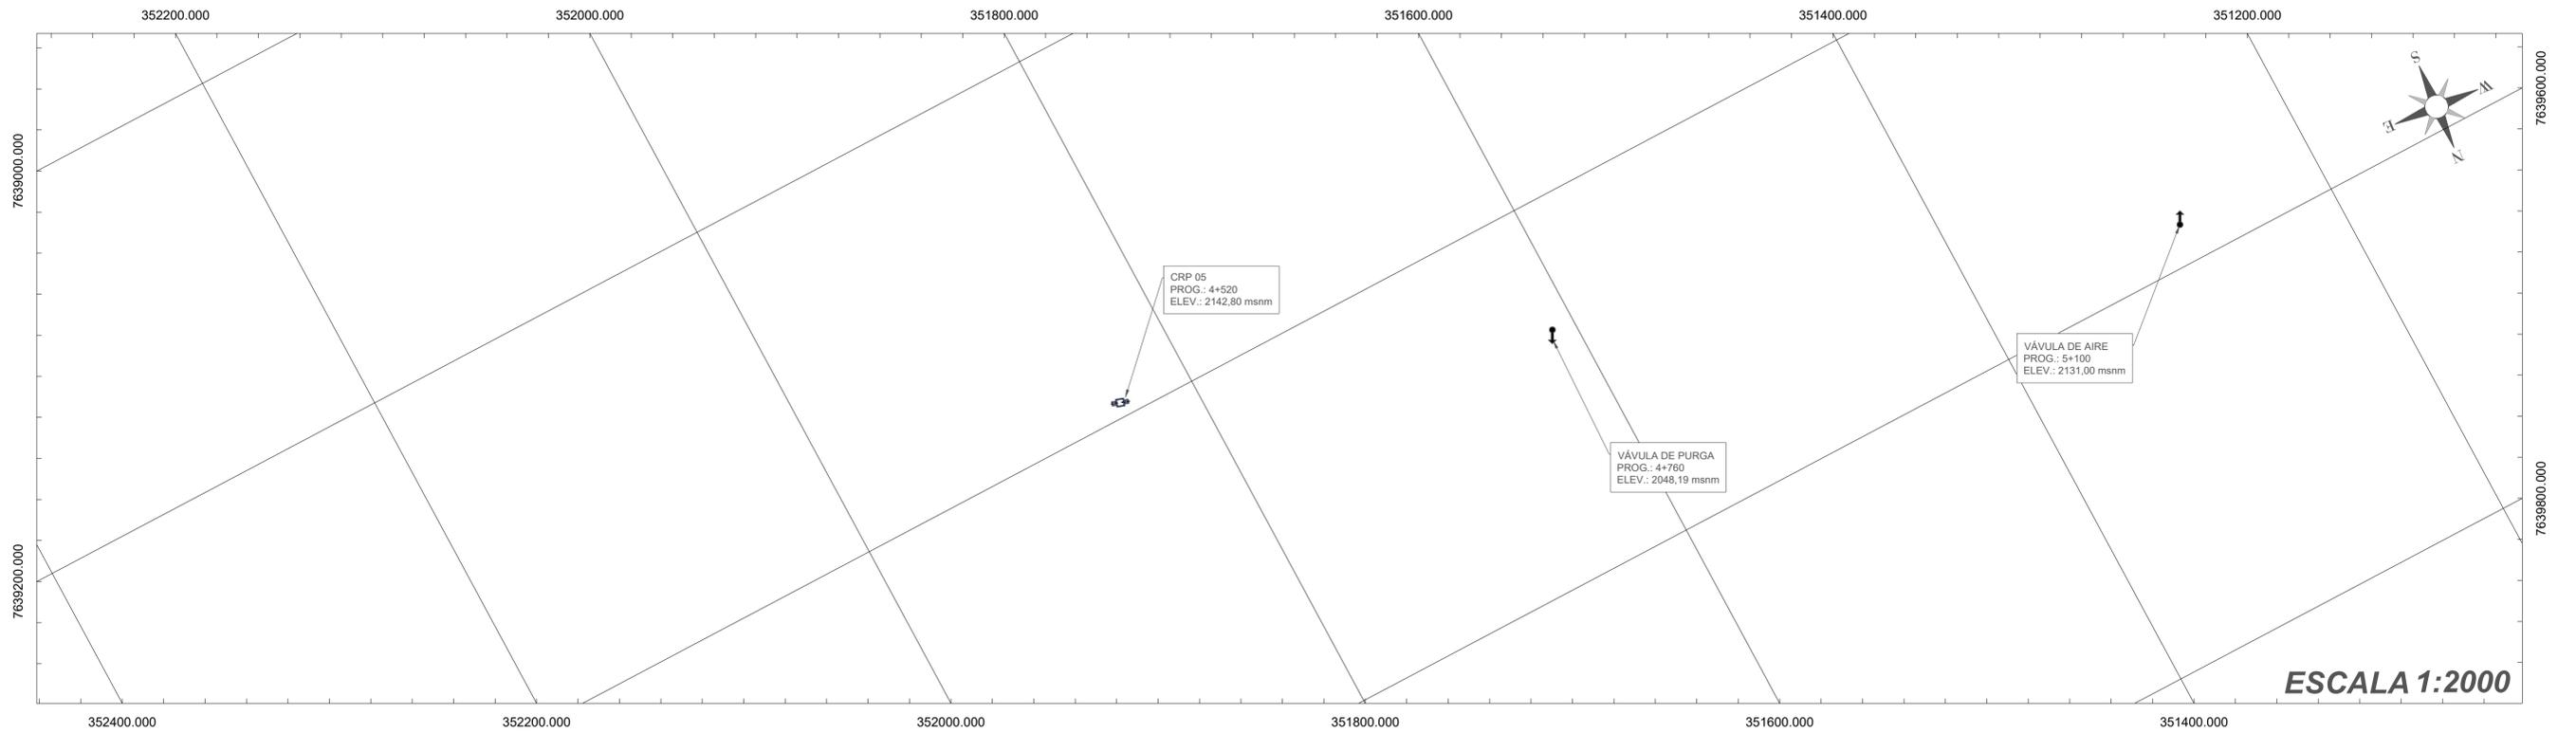 352200.000
352000.000
351800.000
351600.000
351400.000
351200.000
7639000.000
7639200.000
7639600.000
7639800.000
S
W
E
N
CRP 05
PROG.: 4+520
ELEV.: 2142,80 msnm
VÁVULA DE PURGA
PROG.: 4+760
ELEV.: 2048,19 msnm
VÁVULA DE AIRE
PROG.: 5+100
ELEV.: 2131,00 msnm
ESCALA 1:2000
352400.000
352200.000
352000.000
351800.000
351600.000
351400.000